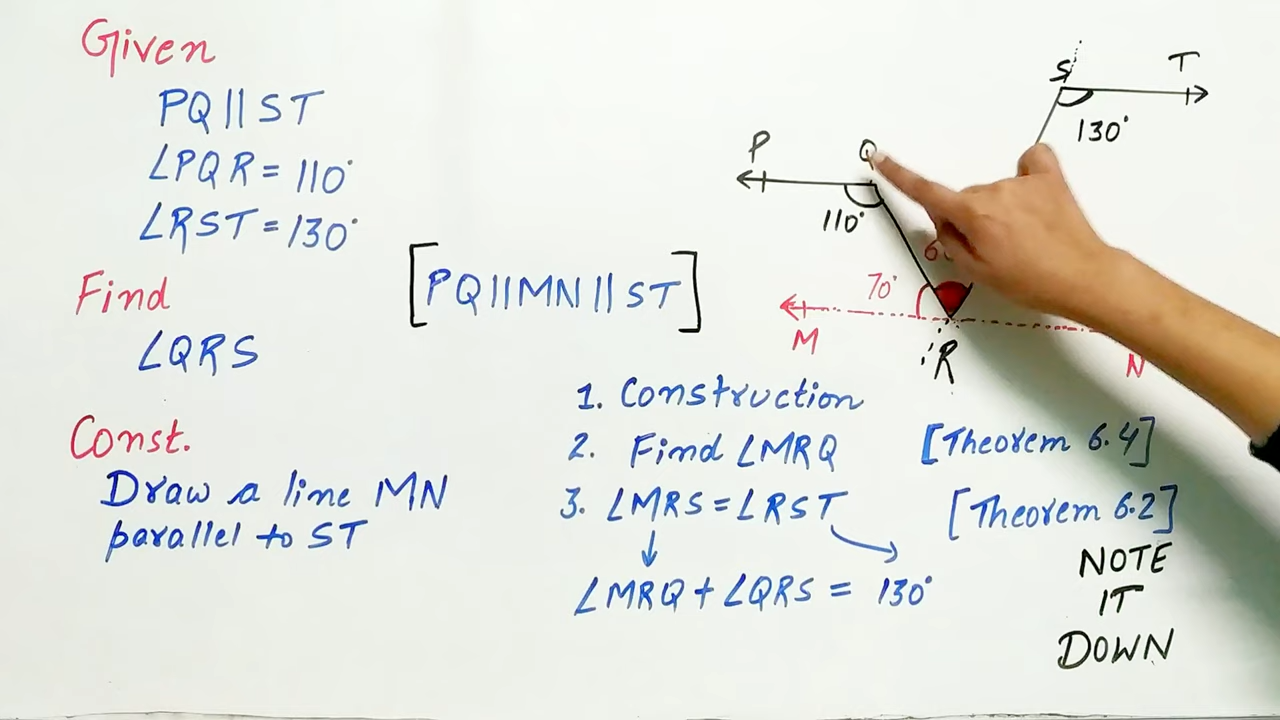 Given
PQ||ST
∠PQR = 110°
∠RST = 130°
Find
∠QRS
Const.
Draw a line MN
parallel to ST
[PQ||MN||ST]
S T
130°
P Q
110°
70°
M R N
1. Construction
2. Find ∠MRQ [Theorem 6.4]
3. ∠MRS = ∠RST [Theorem 6.2]
∠MRQ + ∠QRS = 130°
NOTE
IT
DOWN